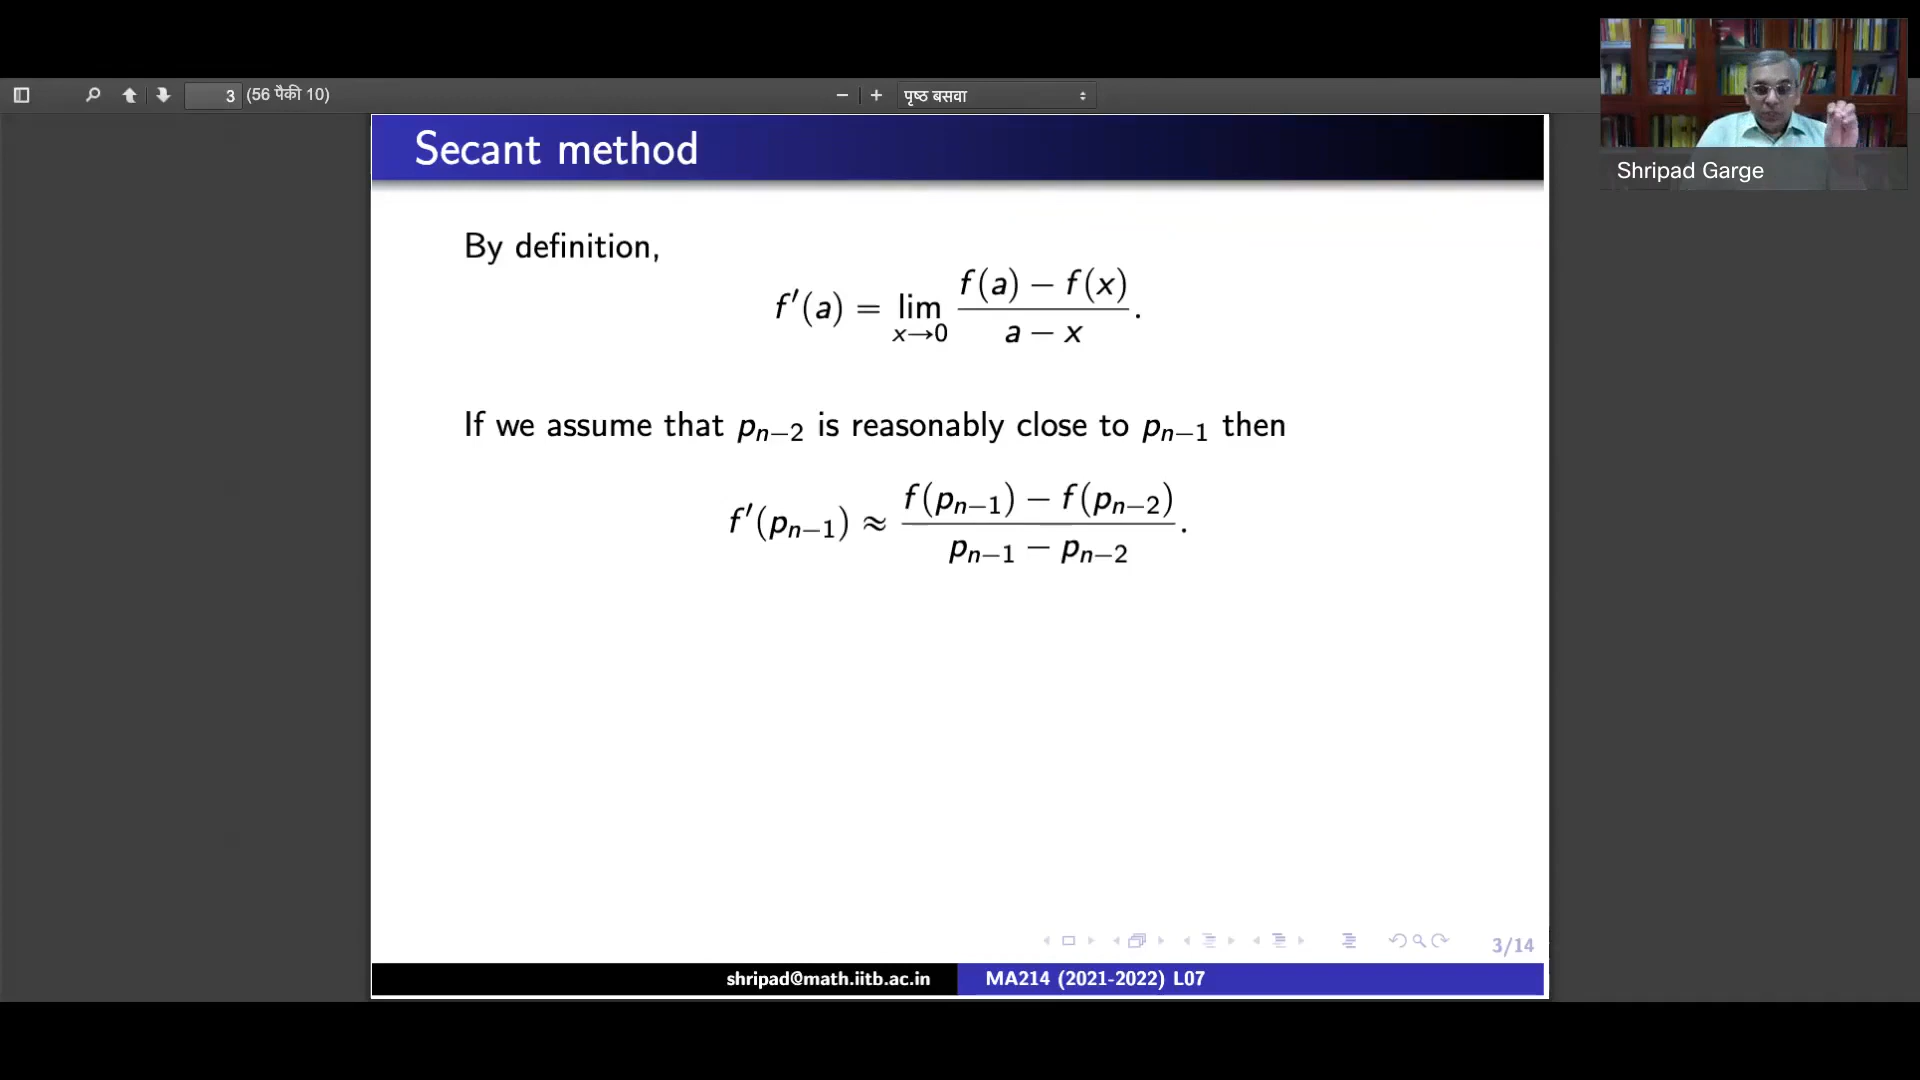 3 (56 पैकी 10)
पृष्ठ बसवा
Shripad Garge
Secant method
By definition,
f′(a) = lim_{x→0} (f(a) − f(x)) / (a − x).
If we assume that p_{n−2} is reasonably close to p_{n−1} then
f′(p_{n−1}) ≈ (f(p_{n−1}) − f(p_{n−2})) / (p_{n−1} − p_{n−2}).
3/14
shripad@math.iitb.ac.in MA214 (2021-2022) L07